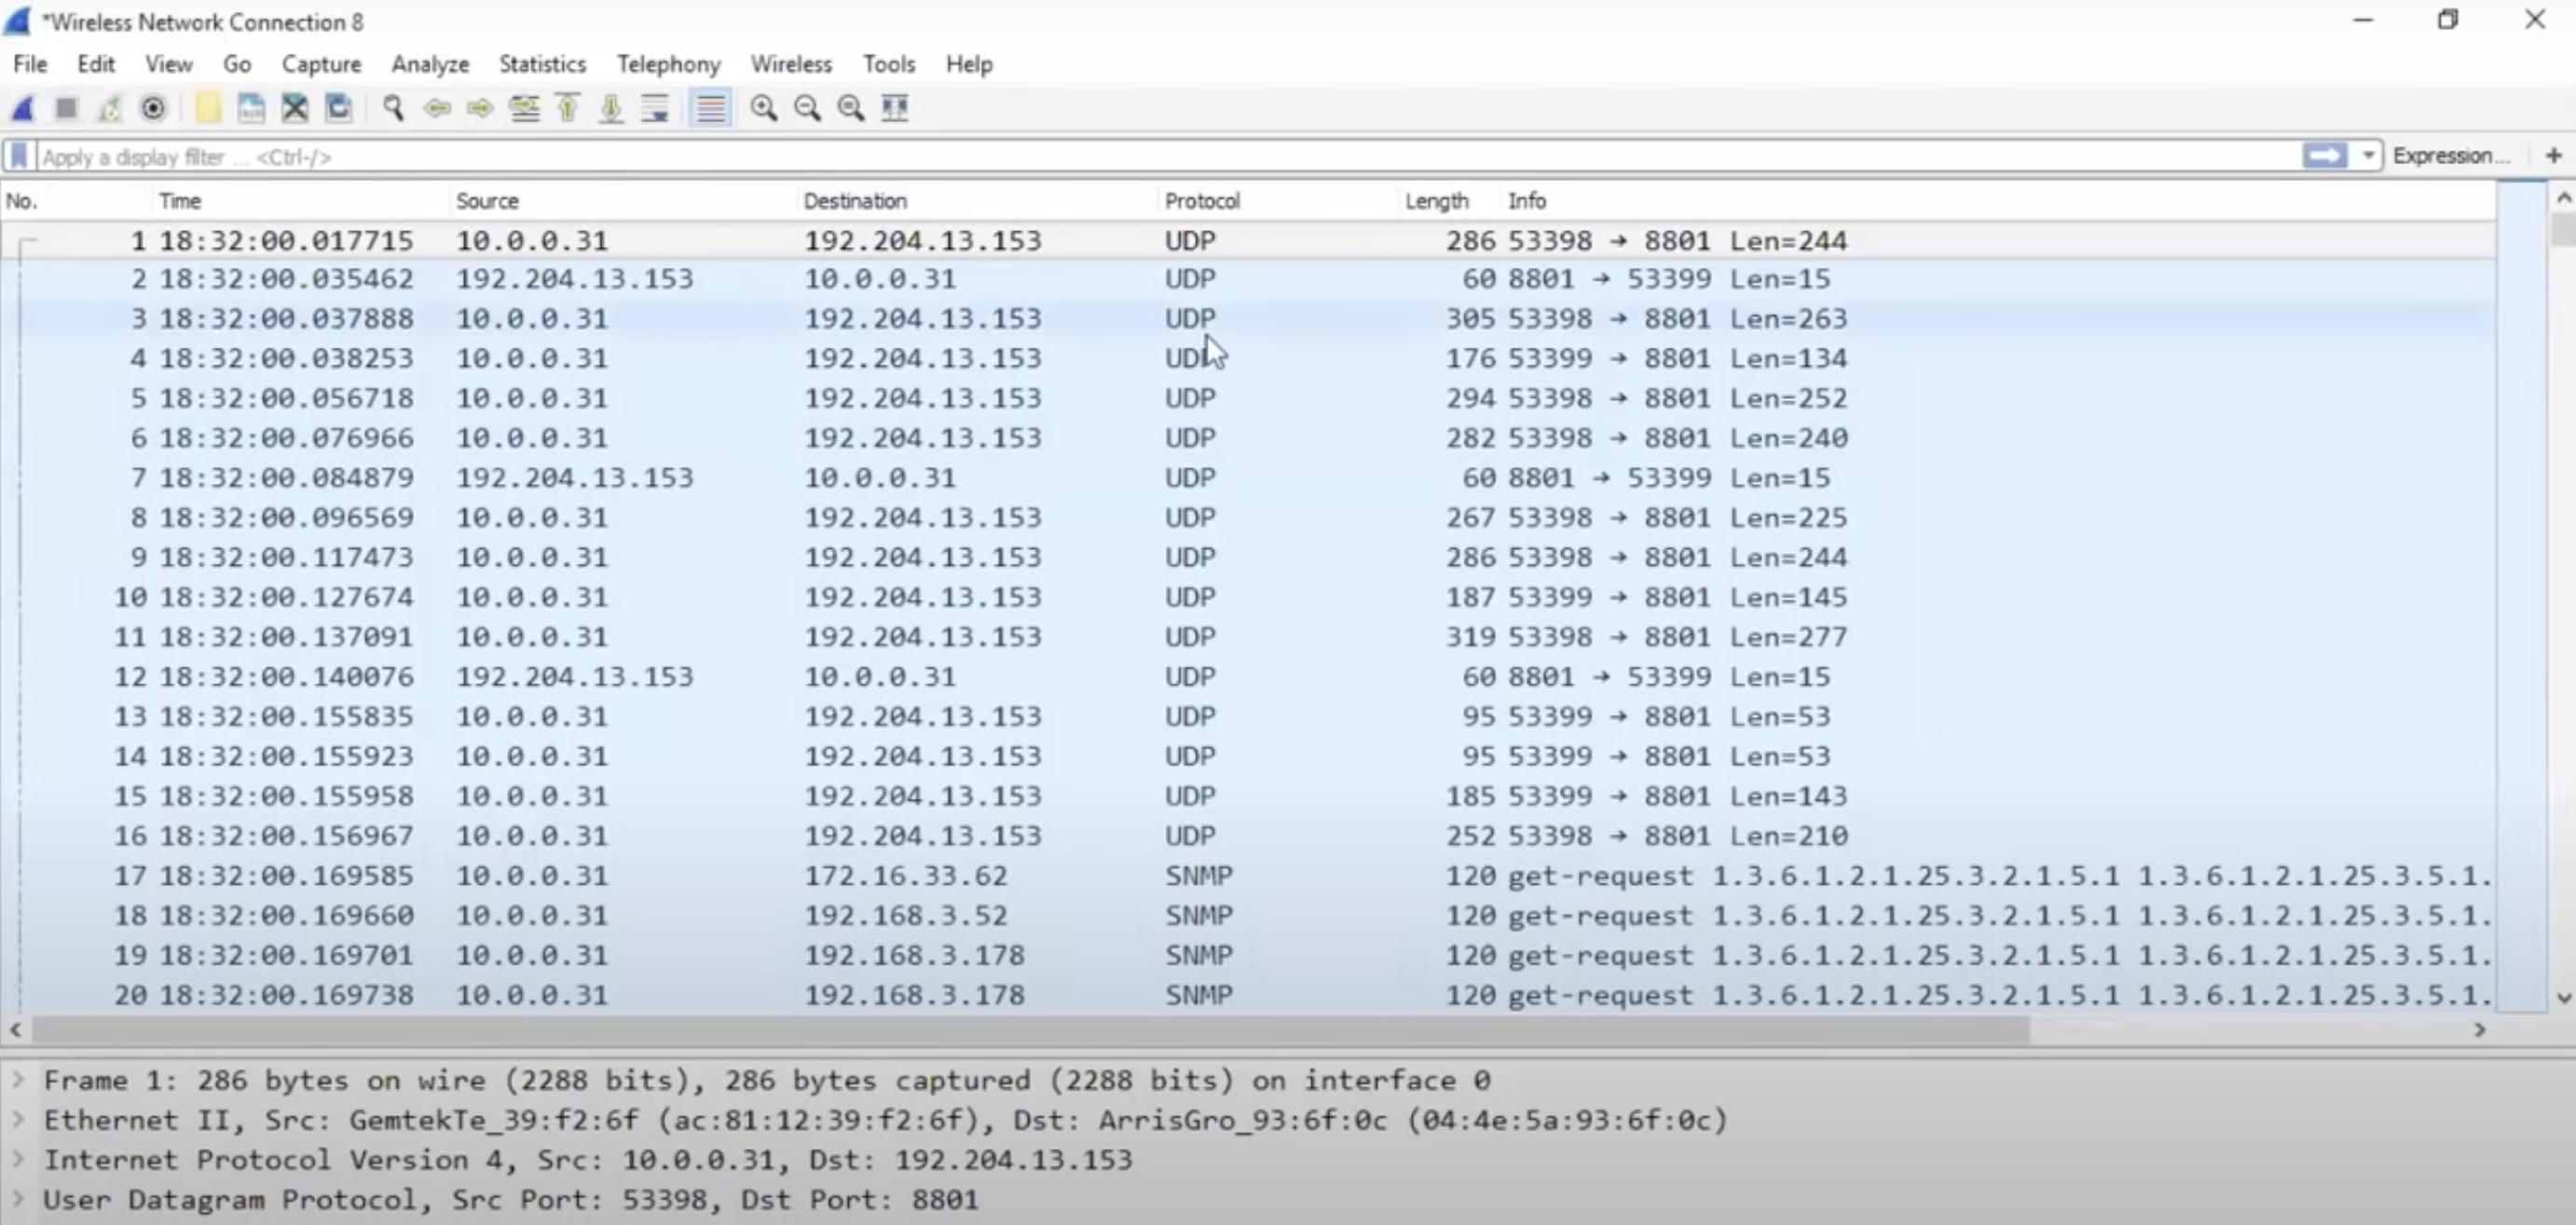 *Wireless Network Connection 8
File Edit View Go Capture Analyze Statistics Telephony Wireless Tools Help
Apply a display filter ... <Ctrl-/> Expression... +
No. Time Source Destination Protocol Length Info
1 18:32:00.017715 10.0.0.31 192.204.13.153 UDP 286 53398 → 8801 Len=244
2 18:32:00.035462 192.204.13.153 10.0.0.31 UDP 60 8801 → 53399 Len=15
3 18:32:00.037888 10.0.0.31 192.204.13.153 UDP 305 53398 → 8801 Len=263
4 18:32:00.038253 10.0.0.31 192.204.13.153 UDP 176 53399 → 8801 Len=134
5 18:32:00.056718 10.0.0.31 192.204.13.153 UDP 294 53398 → 8801 Len=252
6 18:32:00.076966 10.0.0.31 192.204.13.153 UDP 282 53398 → 8801 Len=240
7 18:32:00.084879 192.204.13.153 10.0.0.31 UDP 60 8801 → 53399 Len=15
8 18:32:00.096569 10.0.0.31 192.204.13.153 UDP 267 53398 → 8801 Len=225
9 18:32:00.117473 10.0.0.31 192.204.13.153 UDP 286 53398 → 8801 Len=244
10 18:32:00.127674 10.0.0.31 192.204.13.153 UDP 187 53399 → 8801 Len=145
11 18:32:00.137091 10.0.0.31 192.204.13.153 UDP 319 53398 → 8801 Len=277
12 18:32:00.140076 192.204.13.153 10.0.0.31 UDP 60 8801 → 53399 Len=15
13 18:32:00.155835 10.0.0.31 192.204.13.153 UDP 95 53399 → 8801 Len=53
14 18:32:00.155923 10.0.0.31 192.204.13.153 UDP 95 53399 → 8801 Len=53
15 18:32:00.155958 10.0.0.31 192.204.13.153 UDP 185 53399 → 8801 Len=143
16 18:32:00.156967 10.0.0.31 192.204.13.153 UDP 252 53398 → 8801 Len=210
17 18:32:00.169585 10.0.0.31 172.16.33.62 SNMP 120 get-request 1.3.6.1.2.1.25.3.2.1.5.1 1.3.6.1.2.1.25.3.5.1.
18 18:32:00.169660 10.0.0.31 192.168.3.52 SNMP 120 get-request 1.3.6.1.2.1.25.3.2.1.5.1 1.3.6.1.2.1.25.3.5.1.
19 18:32:00.169701 10.0.0.31 192.168.3.178 SNMP 120 get-request 1.3.6.1.2.1.25.3.2.1.5.1 1.3.6.1.2.1.25.3.5.1.
20 18:32:00.169738 10.0.0.31 192.168.3.178 SNMP 120 get-request 1.3.6.1.2.1.25.3.2.1.5.1 1.3.6.1.2.1.25.3.5.1.
Frame 1: 286 bytes on wire (2288 bits), 286 bytes captured (2288 bits) on interface 0
Ethernet II, Src: GemtekTe_39:f2:6f (ac:81:12:39:f2:6f), Dst: ArrisGro_93:6f:0c (04:4e:5a:93:6f:0c)
Internet Protocol Version 4, Src: 10.0.0.31, Dst: 192.204.13.153
User Datagram Protocol, Src Port: 53398, Dst Port: 8801